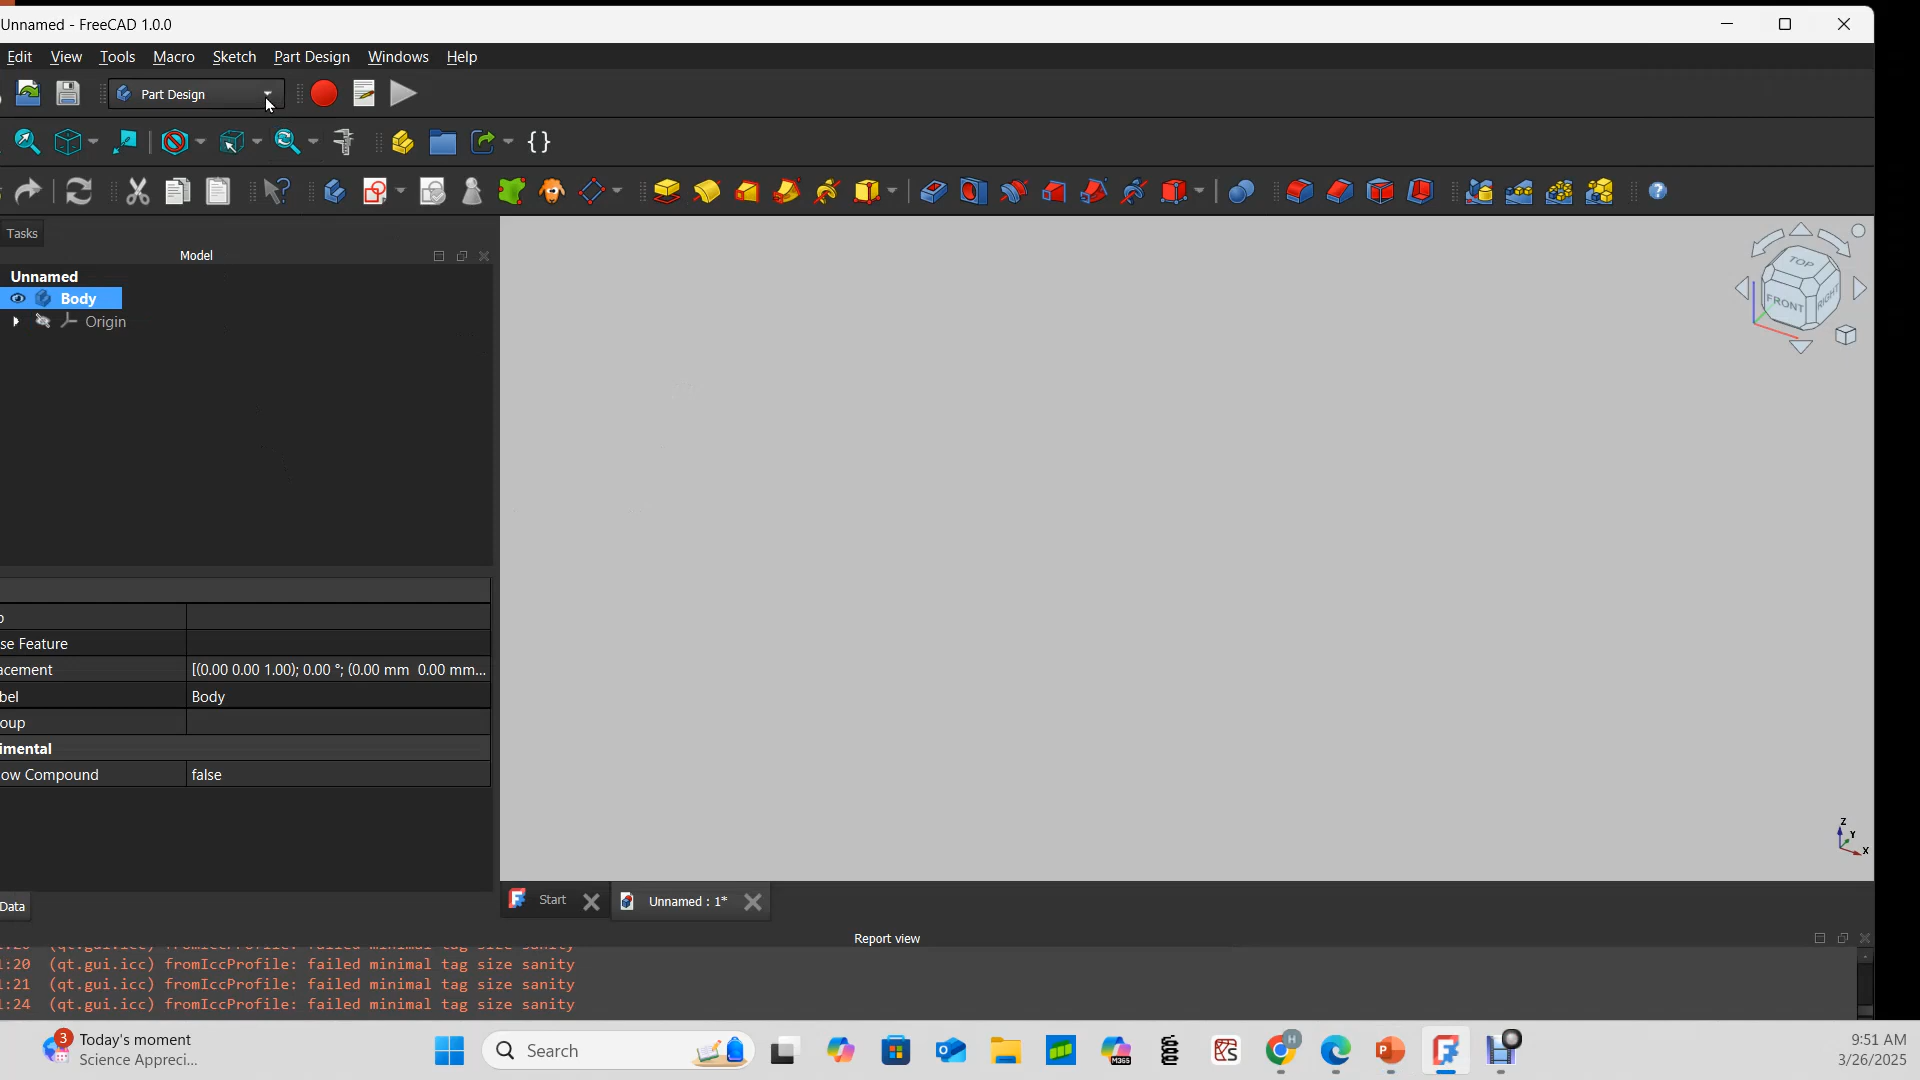 Unnamed - FreeCAD 1.0.0
Edit View Tools Macro Sketch Part Design Windows Help
Part Design
Tasks
Model
Unnamed
Body
Origin
TOP
FRONT
RIGHT
se Feature
acement [(0.00 0.00 1.00); 0.00 °; (0.00 mm 0.00 mm...
bel Body
oup
imental
ow Compound false
Z
Y
X
Data
Start
Unnamed : 1*
Report view
:20 (qt.gui.icc) fromIccProfile: failed minimal tag size sanity
:21 (qt.gui.icc) fromIccProfile: failed minimal tag size sanity
:24 (qt.gui.icc) fromIccProfile: failed minimal tag size sanity
3
Today's moment
Science Appreci...
Search
M365
H
9:51 AM
3/26/2025